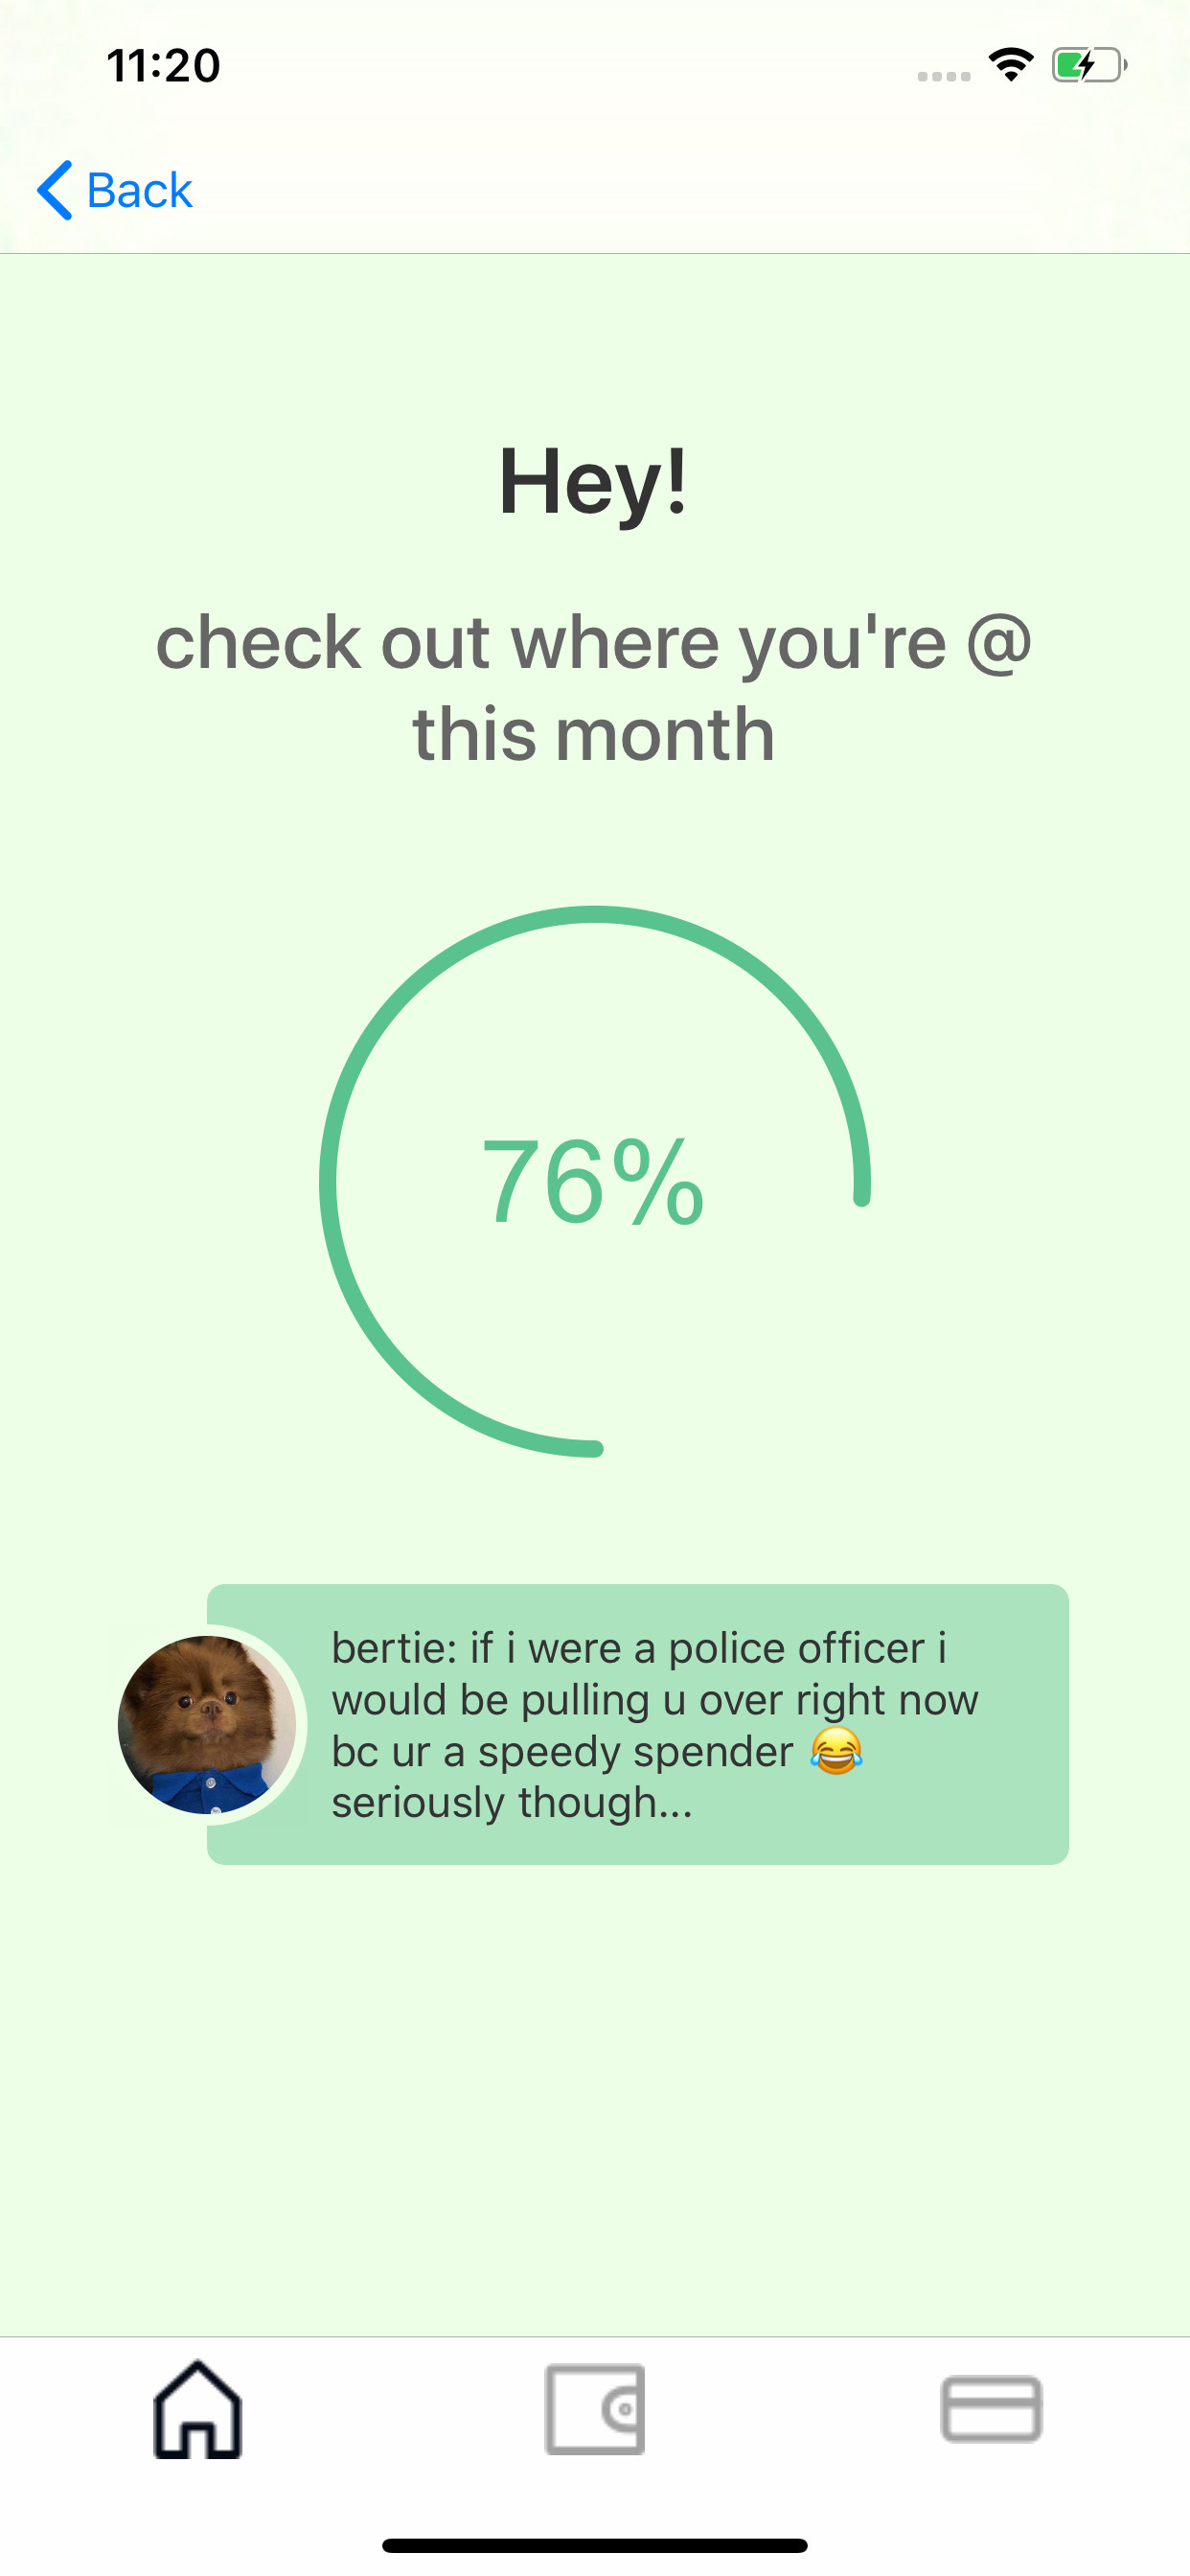 11:20
Back
Hey!
check out where you're @
this month
76%
bertie: if i were a police officer i
would be pulling u over right now
bc ur a speedy spender 😂
seriously though...